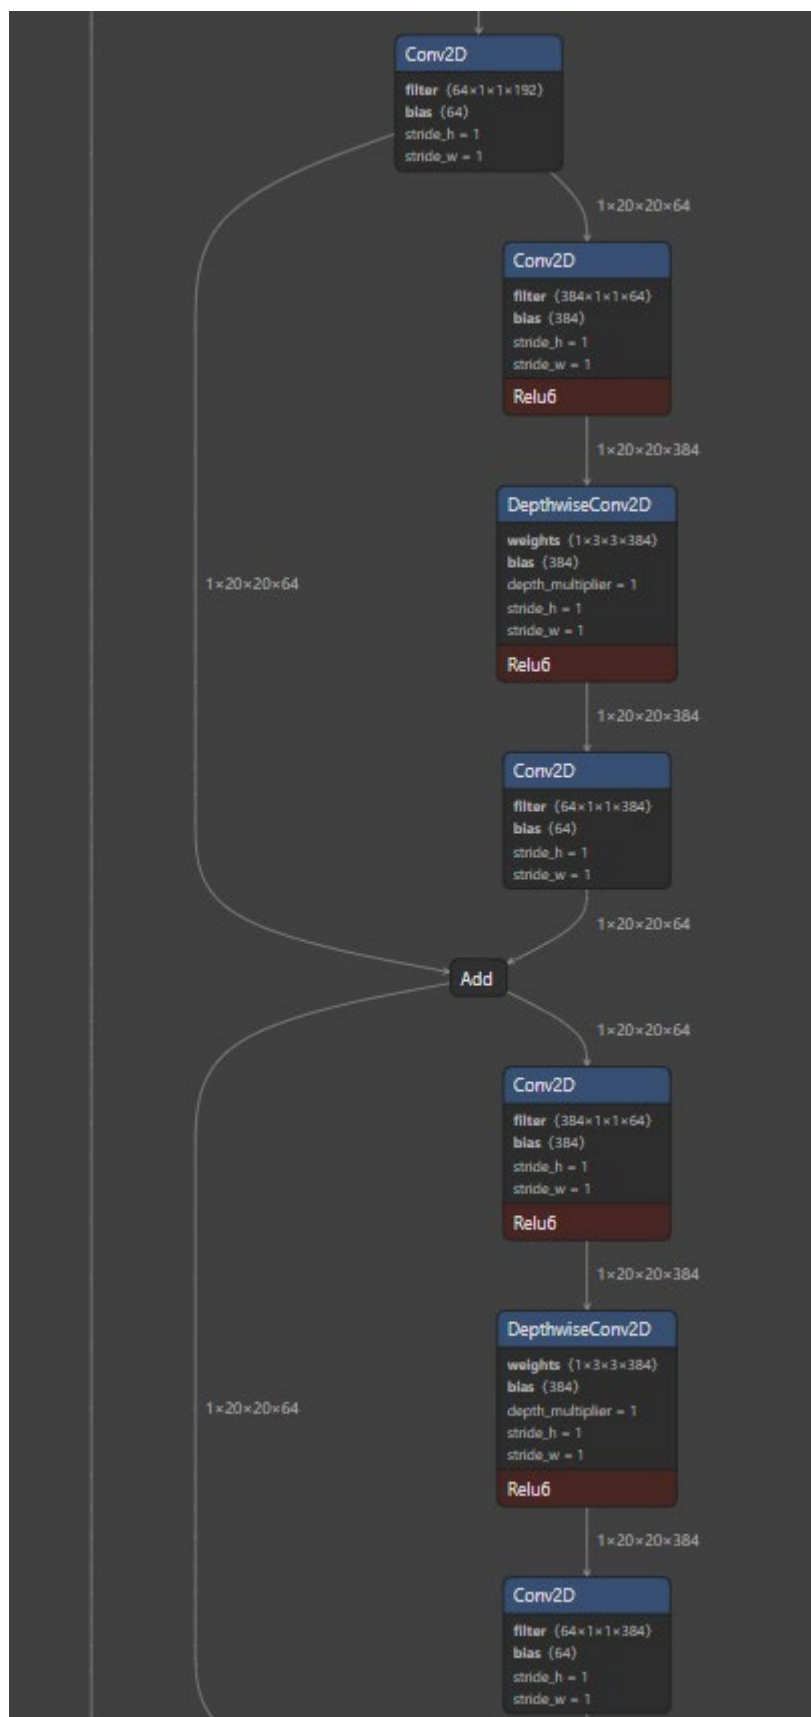 Conv2D
filter ⟨64×1×1×192⟩
bias ⟨64⟩
stride_h = 1
stride_w = 1
1×20×20×64
Conv2D
filter ⟨384×1×1×64⟩
bias ⟨384⟩
stride_h = 1
stride_w = 1
Relu6
1×20×20×384
DepthwiseConv2D
weights ⟨1×3×3×384⟩
bias ⟨384⟩
depth_multiplier = 1
1×20×20×64
stride_h = 1
stride_w = 1
Relu6
1×20×20×384
Conv2D
filter ⟨64×1×1×384⟩
bias ⟨64⟩
stride_h = 1
stride_w = 1
1×20×20×64
Add
1×20×20×64
Conv2D
filter ⟨384×1×1×64⟩
bias ⟨384⟩
stride_h = 1
stride_w = 1
Relu6
1×20×20×384
DepthwiseConv2D
weights ⟨1×3×3×384⟩
bias ⟨384⟩
1×20×20×64
depth_multiplier = 1
stride_h = 1
stride_w = 1
Relu6
1×20×20×384
Conv2D
filter ⟨64×1×1×384⟩
bias ⟨64⟩
stride_h = 1
stride_w = 1